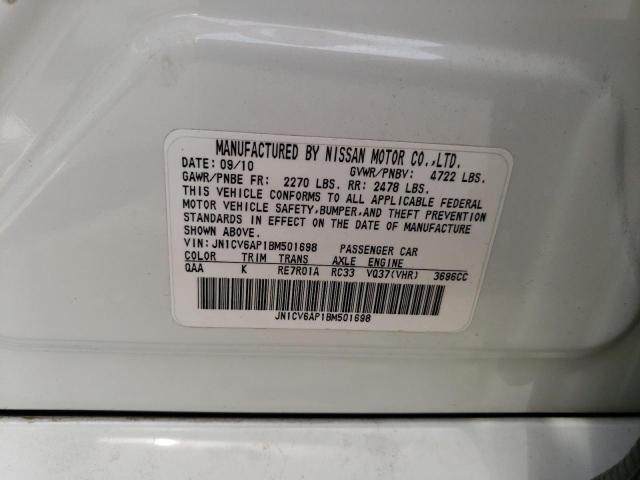 MANUFACTURED BY NISSAN MOTOR CO.,LTD.
DATE: 09/10 GVWR/PNBV: 4722 LBS.
GAWR/PNBE FR: 2270 LBS. RR: 2478 LBS.
THIS VEHICLE CONFORMS TO ALL APPLICABLE FEDERAL
MOTOR VEHICLE SAFETY,BUMPER,AND THEFT PREVENTION
STANDARDS IN EFFECT ON THE DATE OF MANUFACTURE
SHOWN ABOVE.
VIN: JN1CV6AP1BM501698 PASSENGER CAR
COLOR TRIM TRANS AXLE ENGINE
QAA K RE7R01A RC33 VQ37(VHR) 3696CC
JN1CV6AP1BM501698